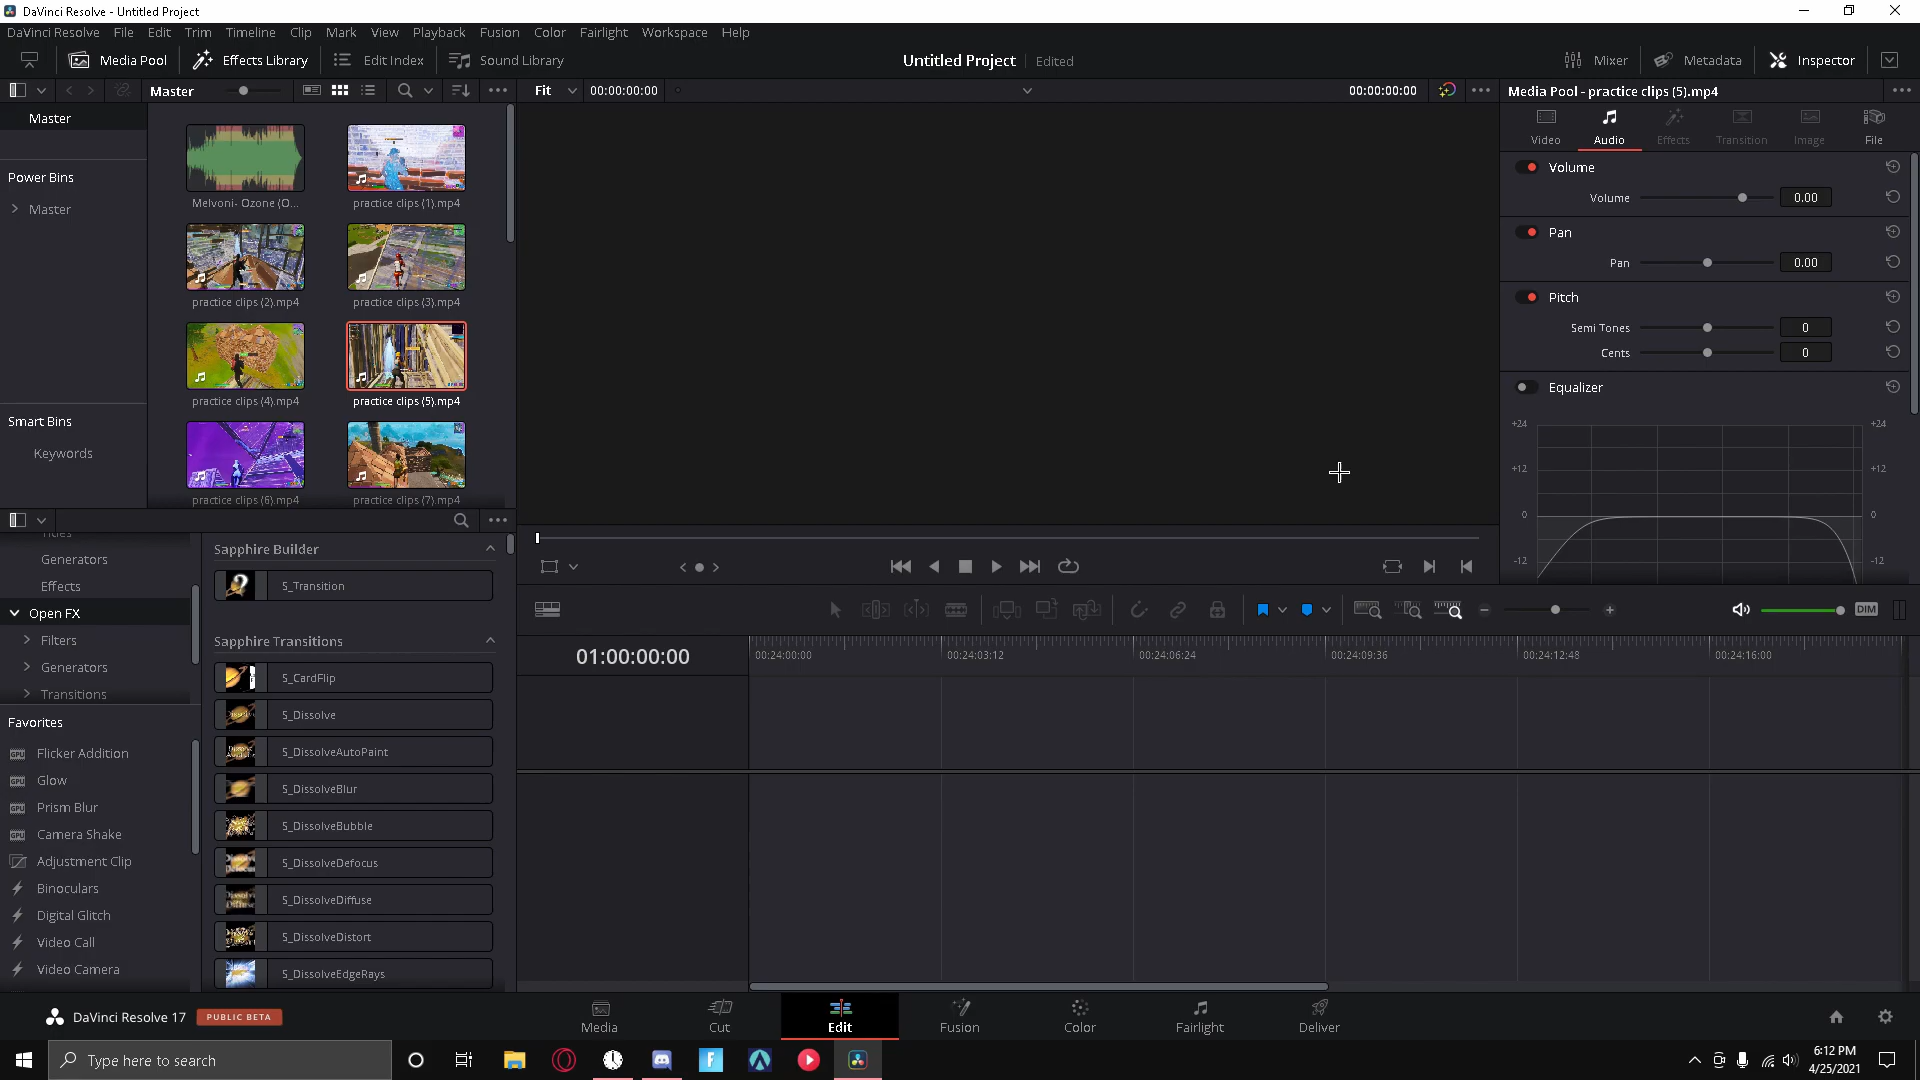 DaVinci Resolve - Untitled Project
DaVinci Resolve File Edit Trim Timeline Clip Mark View Playback Fusion Color Fairlight Workspace Help
Media Pool Effects Library Edit Index Sound Library Untitled Project Edited Mixer Metadata Inspector
Master Fit 00:00:00:00 00:00:00:00 Media Pool - practice clips (5).mp4
Master
Power Bins
Master
Smart Bins
Keywords
Melvoni- Ozone (O... practice clips (1).mp4
practice clips (2).mp4 practice clips (3).mp4
practice clips (4).mp4 practice clips (5).mp4
practice clips (6).mp4 practice clips (7).mp4
Video Audio Effects Transition Image File
Volume
Volume 0.00
Pan
Pan 0.00
Pitch
Semi Tones 0
Cents 0
Equalizer
+24 +24
+12 +12
0 0
-12 -12
Titles
Generators
Effects
Open FX
Filters
Generators
Transitions
Favorites
Flicker Addition
Glow
Prism Blur
Camera Shake
Adjustment Clip
Binoculars
Digital Glitch
Video Call
Video Camera
Sapphire Builder
S_Transition
Sapphire Transitions
S_CardFlip
S_Dissolve
S_DissolveAutoPaint
S_DissolveBlur
S_DissolveBubble
S_DissolveDefocus
S_DissolveDiffuse
S_DissolveDistort
S_DissolveEdgeRays
DIM
01:00:00:00 00:24:00:00 00:24:03:12 00:24:06:24 00:24:09:36 00:24:12:48 00:24:16:00
DaVinci Resolve 17 PUBLIC BETA
Media Cut Edit Fusion Color Fairlight Deliver
Type here to search
6:12 PM
4/25/2021